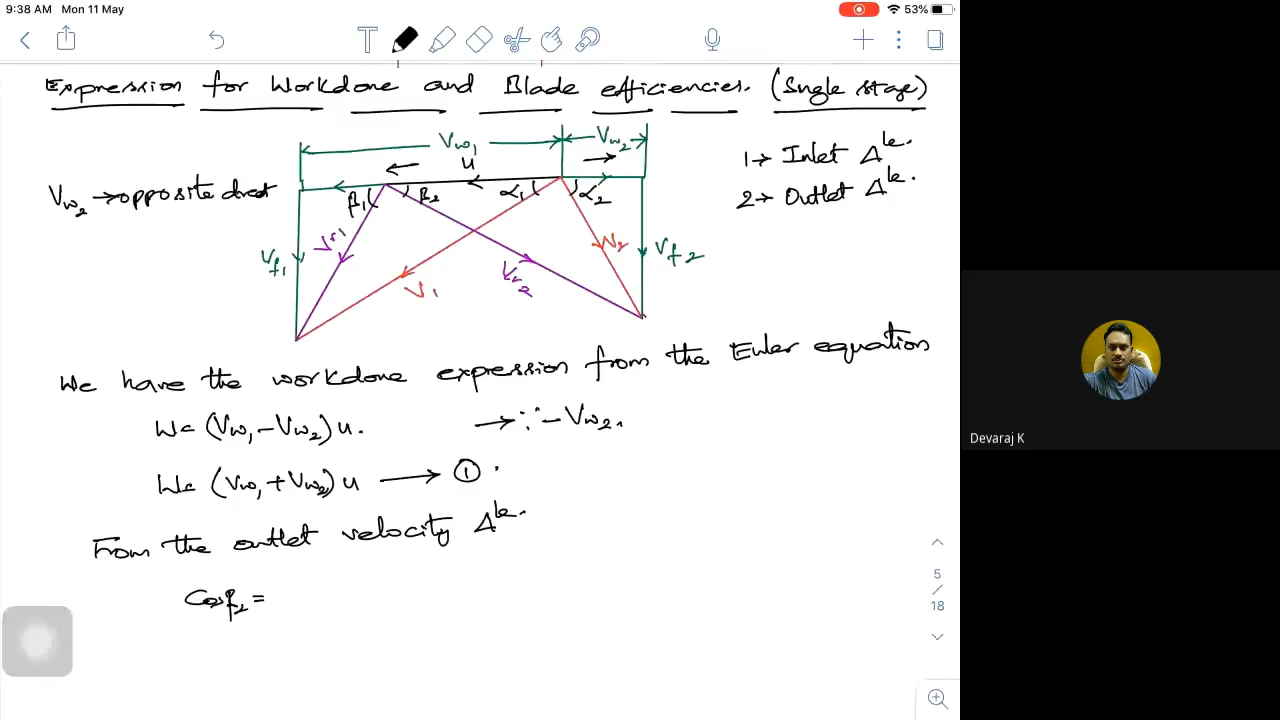 9:38 AM Mon 11 May
53%
Expression for Workdone and Blade efficiencies. (Single stage)
Vw1
Vw2
u
1→ Inlet Δle.
2→ Outlet Δle.
Vw2 → opposite direct
β1 β2 α1 α2
Vf1 Vr1 V1 Vr2 V2 Vf2
We have the workdone expression from the Euler equation
W= (Vw1 - Vw2) u. → ∵ - Vw2.
W= (Vw1 + Vw2) u → ①.
From the outlet velocity Δle.
Cosβ2 =
5
/
18
Devaraj K